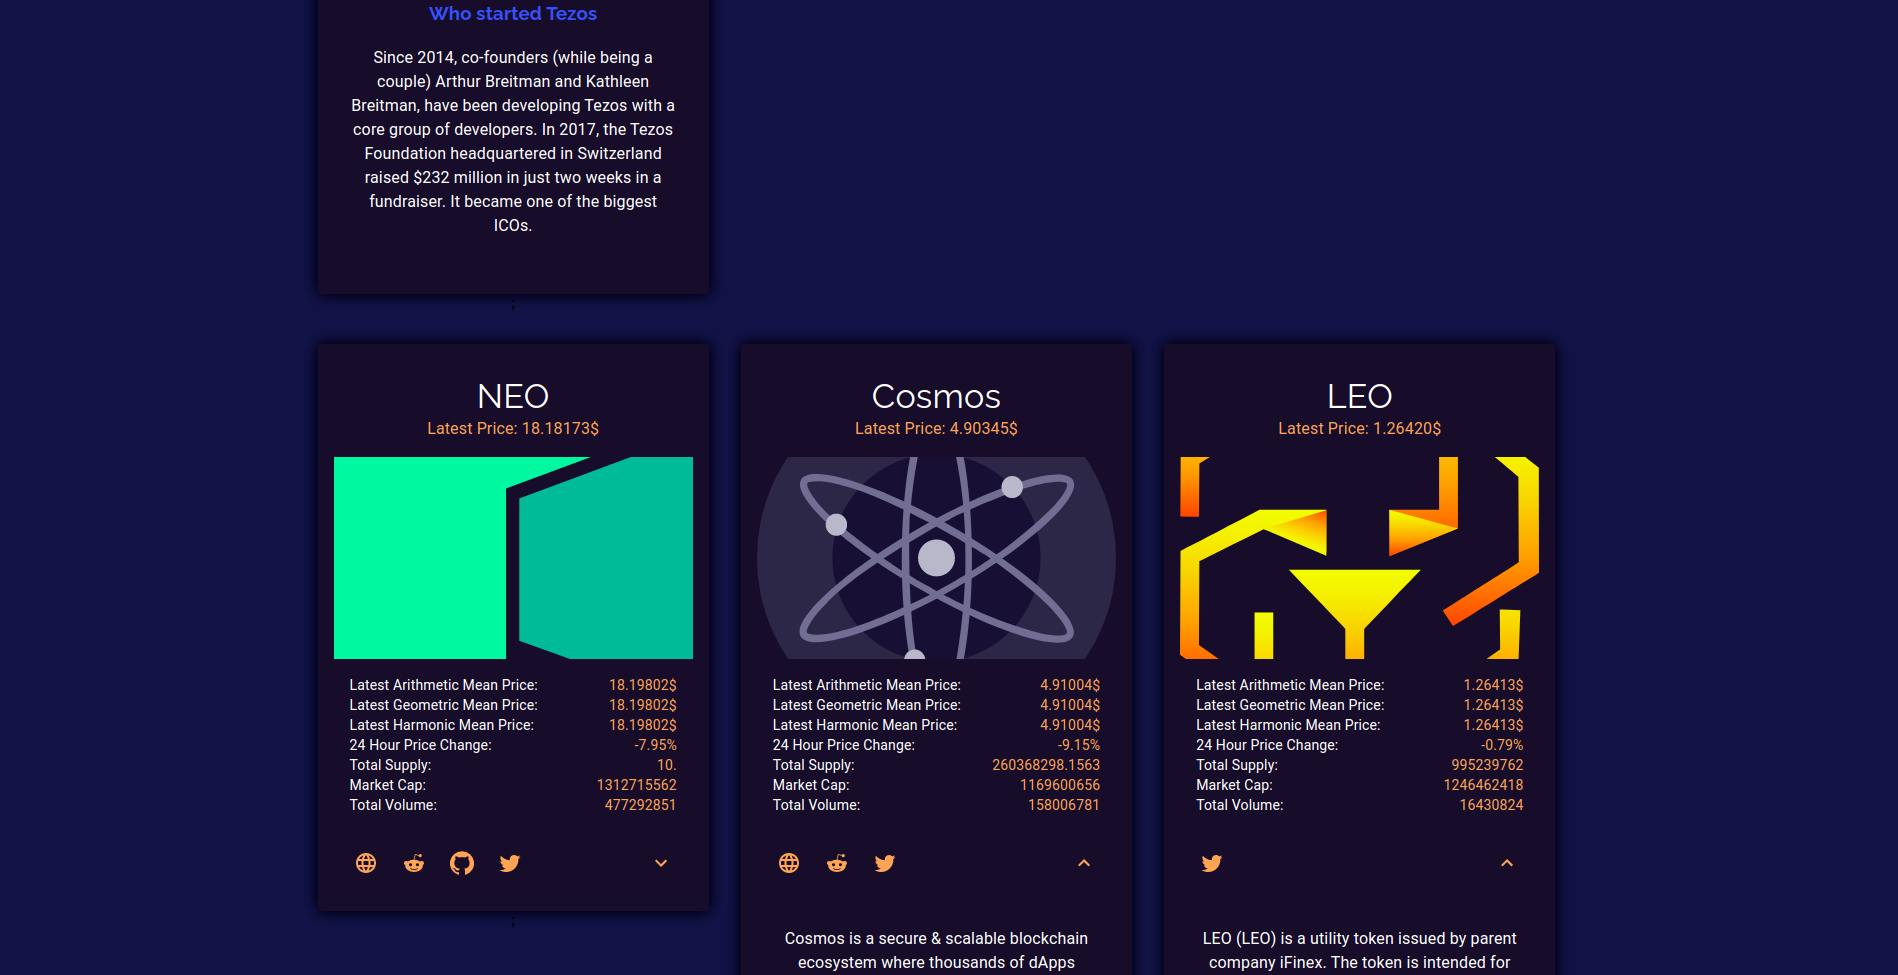 Who started Tezos
Since 2014, co-founders (while being a
couple) Arthur Breitman and Kathleen
Breitman, have been developing Tezos with a
core group of developers. In 2017, the Tezos
Foundation headquartered in Switzerland
raised $232 million in just two weeks in a
fundraiser. It became one of the biggest
ICOs.
;
NEO
Latest Price: 18.18173$
Latest Arithmetic Mean Price: 18.19802$
Latest Geometric Mean Price: 18.19802$
Latest Harmonic Mean Price: 18.19802$
24 Hour Price Change: -7.95%
Total Supply: 10.
Market Cap: 1312715562
Total Volume: 477292851
;
Cosmos
Latest Price: 4.90345$
Latest Arithmetic Mean Price: 4.91004$
Latest Geometric Mean Price: 4.91004$
Latest Harmonic Mean Price: 4.91004$
24 Hour Price Change: -9.15%
Total Supply: 260368298.1563
Market Cap: 1169600656
Total Volume: 158006781
Cosmos is a secure & scalable blockchain
ecosystem where thousands of dApps
LEO
Latest Price: 1.26420$
Latest Arithmetic Mean Price: 1.26413$
Latest Geometric Mean Price: 1.26413$
Latest Harmonic Mean Price: 1.26413$
24 Hour Price Change: -0.79%
Total Supply: 995239762
Market Cap: 1246462418
Total Volume: 16430824
LEO (LEO) is a utility token issued by parent
company iFinex. The token is intended for